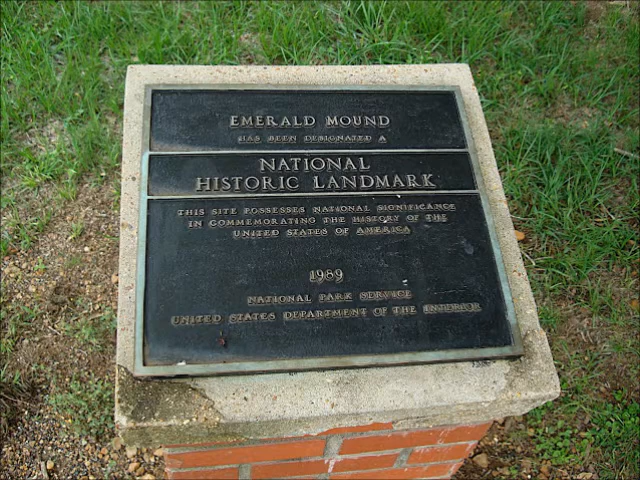 EMERALD MOUND
HAS BEEN DESIGNATED A
NATIONAL
HISTORIC LANDMARK
THIS SITE POSSESSES NATIONAL SIGNIFICANCE
IN COMMEMORATING THE HISTORY OF THE
UNITED STATES OF AMERICA
1989
NATIONAL PARK SERVICE
UNITED STATES DEPARTMENT OF THE INTERIOR